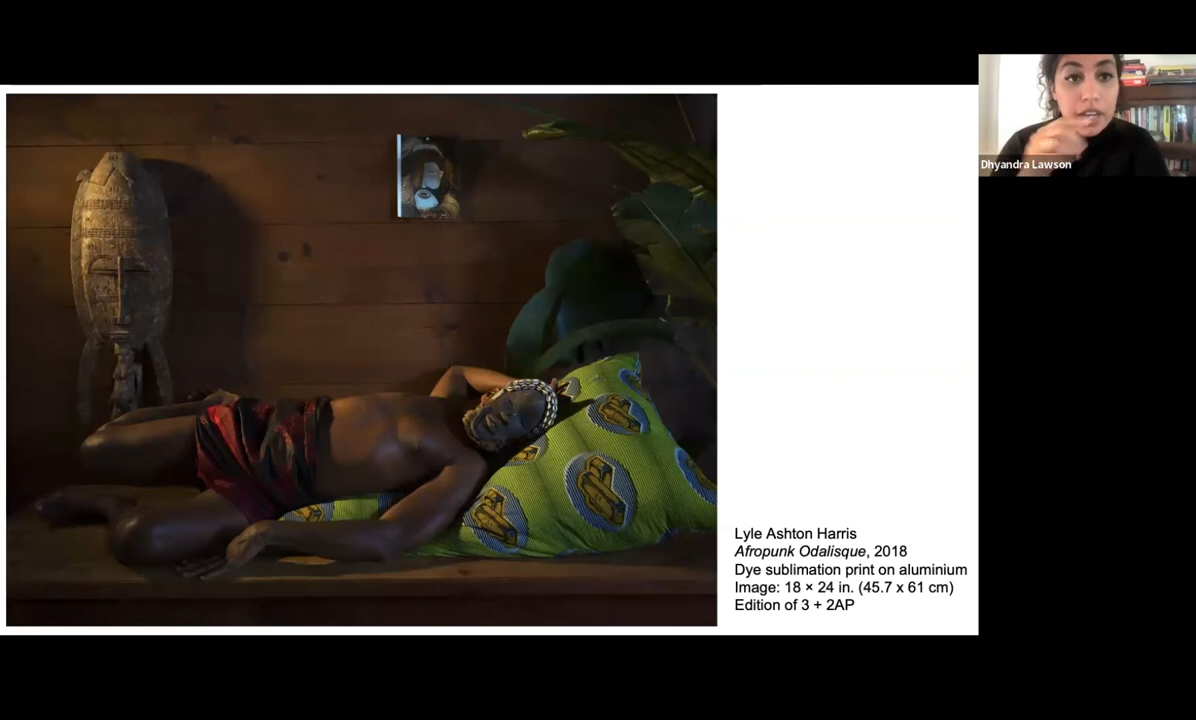 Dhyandra Lawson
Lyle Ashton Harris
Afropunk Odalisque, 2018
Dye sublimation print on aluminium
Image: 18 × 24 in. (45.7 x 61 cm)
Edition of 3 + 2AP